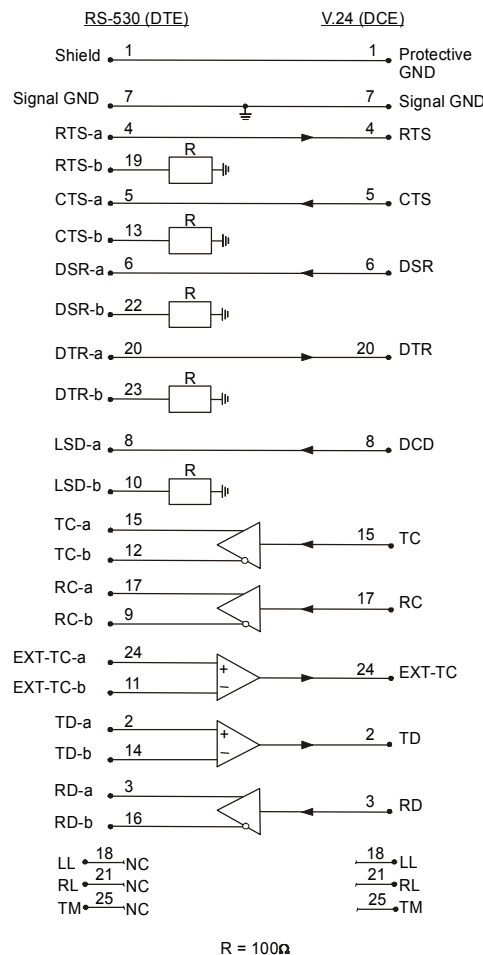 RS-530 (DTE) V.24 (DCE)
Shield 1 1 Protective
GND
Signal GND 7 7 Signal GND
RTS-a 4 4 RTS
R
RTS-b 19
CTS-a 5 5 CTS
R
CTS-b 13
DSR-a 6 6 DSR
R
DSR-b 22
DTR-a 20 20 DTR
R
DTR-b 23
LSD-a 8 8 DCD
R
LSD-b 10
TC-a 15
15 TC
TC-b 12
RC-a 17
17 RC
RC-b 9
EXT-TC-a 24 +
24 EXT-TC
EXT-TC-b 11 −
TD-a 2 +
2 TD
TD-b 14 −
RD-a 3
3 RD
RD-b 16
LL 18 NC 18 LL
RL 21 NC 21 RL
TM 25 NC 25 TM
R = 100Ω